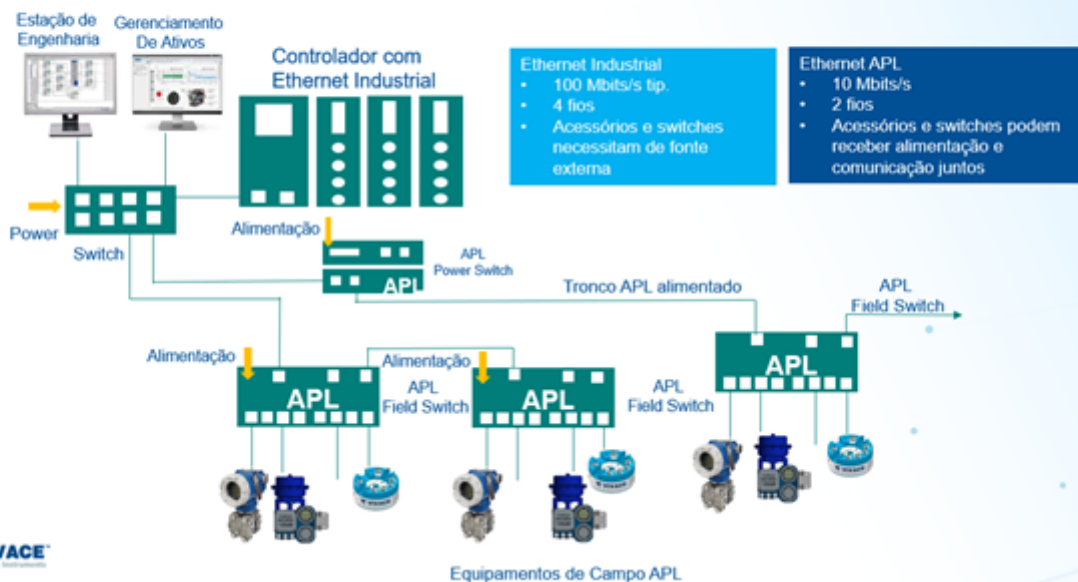 Estação de
Engenharia
Gerenciamento
De Ativos
Controlador com
Ethernet Industrial
Ethernet Industrial
• 100 Mbits/s tip.
• 4 fios
• Acessórios e switches
necessitam de fonte
externa
Ethernet APL
• 10 Mbits/s
• 2 fios
• Acessórios e switches podem
receber alimentação e
comunicação juntos
Power
Switch
Alimentação
APL
Power Switch
APL
Tronco APL alimentado
APL
Field Switch
Alimentação
APL
APL
Field Switch
Alimentação
APL
APL
Field Switch
APL
VACE™
Instruments
Equipamentos de Campo APL